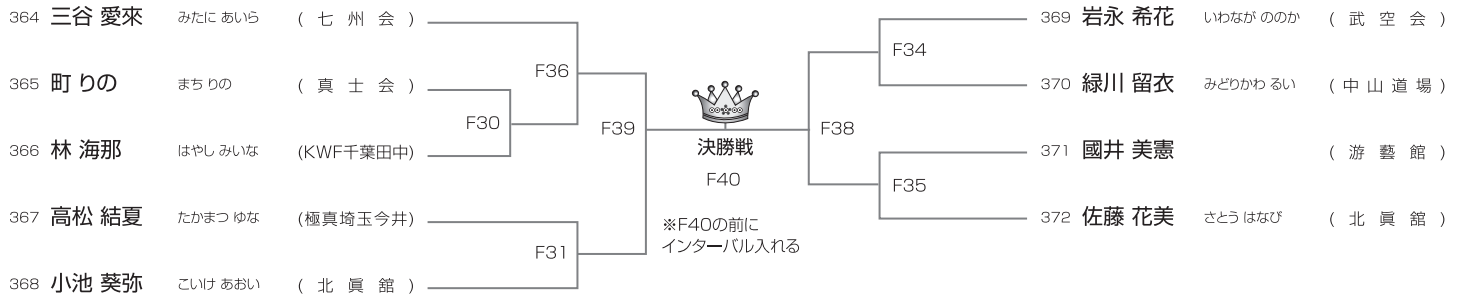 364 三谷 愛來 みたに あいら ( 七 州 会 )
365 町 りの まち りの ( 真 士 会 )
366 林 海那 はやし みいな (KWF千葉田中)
367 高松 結夏 たかまつ ゆな (極真埼玉今井)
368 小池 葵弥 こいけ あおい ( 北 眞 舘 )
F36
F30
F39
F31
決勝戦
F40
※F40の前に
インターバル入れる
F38
F34
F35
369 岩永 希花 いわなが ののか ( 武 空 会 )
370 緑川 留衣 みどりかわ るい ( 中 山 道 場 )
371 國井 美憲 ( 游 藝 館 )
372 佐藤 花美 さとう はなび ( 北 眞 舘 )